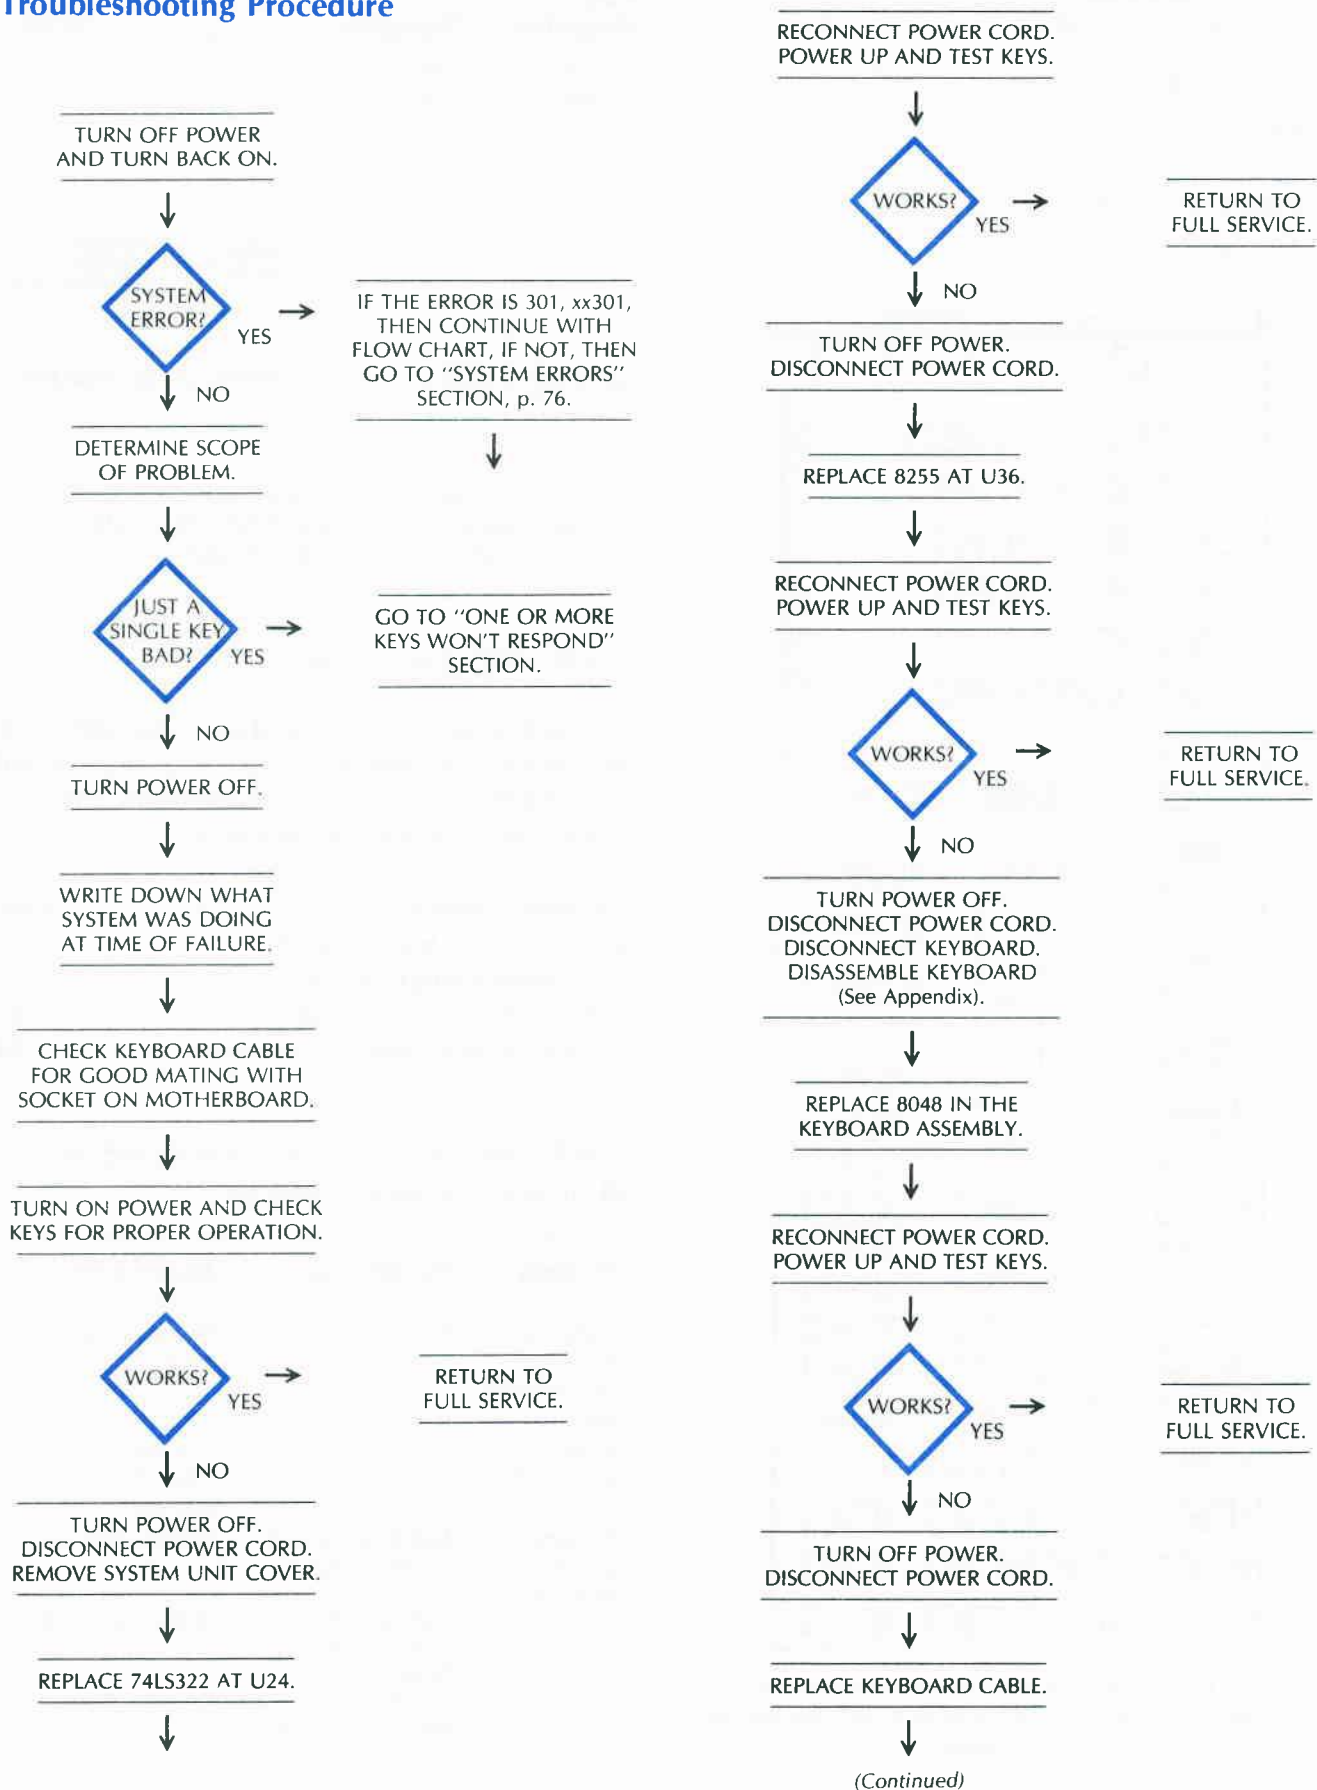 Troubleshooting Procedure
TURN OFF POWER
AND TURN BACK ON.
SYSTEM
ERROR?
YES
IF THE ERROR IS 301, xx301,
THEN CONTINUE WITH
FLOW CHART, IF NOT, THEN
GO TO "SYSTEM ERRORS"
SECTION, p. 76.
NO
DETERMINE SCOPE
OF PROBLEM.
JUST A
SINGLE KEY
BAD?
YES
GO TO "ONE OR MORE
KEYS WON'T RESPOND"
SECTION.
NO
TURN POWER OFF.
WRITE DOWN WHAT
SYSTEM WAS DOING
AT TIME OF FAILURE.
CHECK KEYBOARD CABLE
FOR GOOD MATING WITH
SOCKET ON MOTHERBOARD.
TURN ON POWER AND CHECK
KEYS FOR PROPER OPERATION.
WORKS?
YES
RETURN TO
FULL SERVICE.
NO
TURN POWER OFF.
DISCONNECT POWER CORD.
REMOVE SYSTEM UNIT COVER.
REPLACE 74LS322 AT U24.
RECONNECT POWER CORD.
POWER UP AND TEST KEYS.
WORKS?
YES
RETURN TO
FULL SERVICE.
NO
TURN OFF POWER.
DISCONNECT POWER CORD.
REPLACE 8255 AT U36.
RECONNECT POWER CORD.
POWER UP AND TEST KEYS.
WORKS?
YES
RETURN TO
FULL SERVICE.
NO
TURN POWER OFF.
DISCONNECT POWER CORD.
DISCONNECT KEYBOARD.
DISASSEMBLE KEYBOARD
(See Appendix).
REPLACE 8048 IN THE
KEYBOARD ASSEMBLY.
RECONNECT POWER CORD.
POWER UP AND TEST KEYS.
WORKS?
YES
RETURN TO
FULL SERVICE.
NO
TURN OFF POWER.
DISCONNECT POWER CORD.
REPLACE KEYBOARD CABLE.
(Continued)